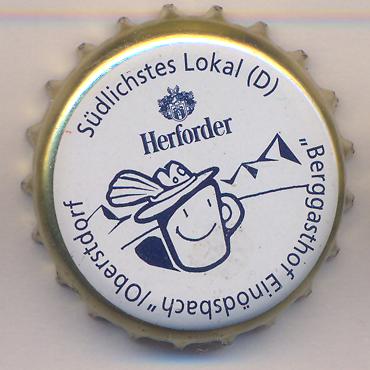 Südlichstes Lokal (D)
Herforder
"Berggasthof Einödsbach"/Oberstdorf